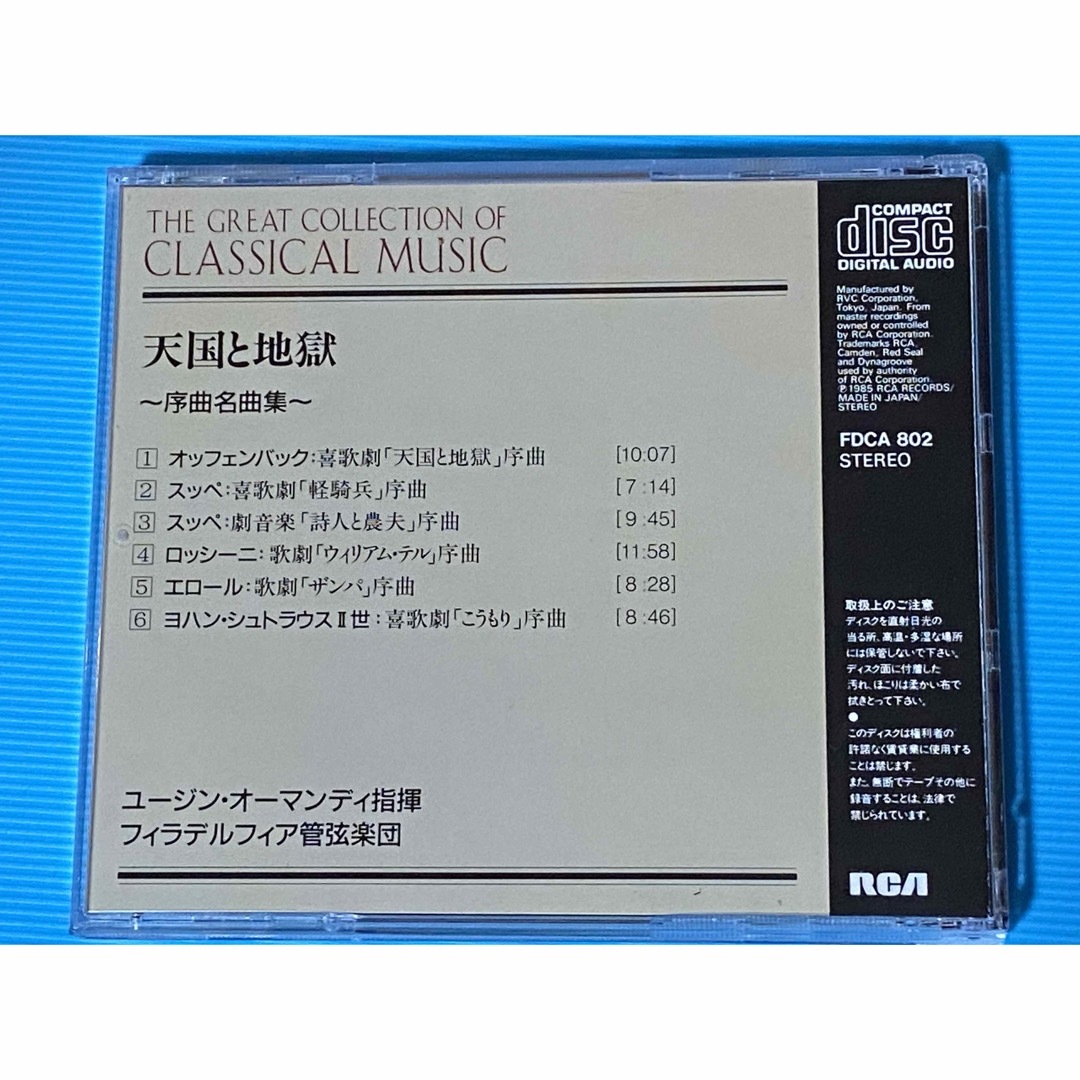 THE GREAT COLLECTION OF
CLASSICAL MUSIC
天国と地獄
〜序曲名曲集〜
1 オッフェンバック:喜歌劇「天国と地獄」序曲 [10:07]
2 スッペ:喜歌劇「軽騎兵」序曲 [7:14]
3 スッペ:劇音楽「詩人と農夫」序曲 [9:45]
4 ロッシーニ:歌劇「ウィリアム・テル」序曲 [11:58]
5 エロール:歌劇「ザンパ」序曲 [8:28]
6 ヨハン・シュトラウスⅡ世:喜歌劇「こうもり」序曲 [8:46]
ユージン・オーマンディ指揮
フィラデルフィア管弦楽団
COMPACT
disc
DIGITAL AUDIO
Manufactured by
RVC Corporation,
Tokyo, Japan. From
master recordings
owned or controlled
by RCA Corporation.
Trademarks RCA,
Camden, Red Seal
and Dynagroove
used by authority
of RCA Corporation.
℗1985 RCA RECORDS/
MADE IN JAPAN/
STEREO
FDCA 802
STEREO
取扱上のご注意
ディスクを直射日光の
当る所、高温・多湿な場所
には保管しないで下さい。
ディスク面に付着した
汚れ、ほこりは柔かい布で
拭きとって下さい。
●
このディスクは権利者の
許諾なく賃貸業に使用する
ことは禁じます。
また、無断でテープその他に
録音することは、法律で
禁じられています。
RCA